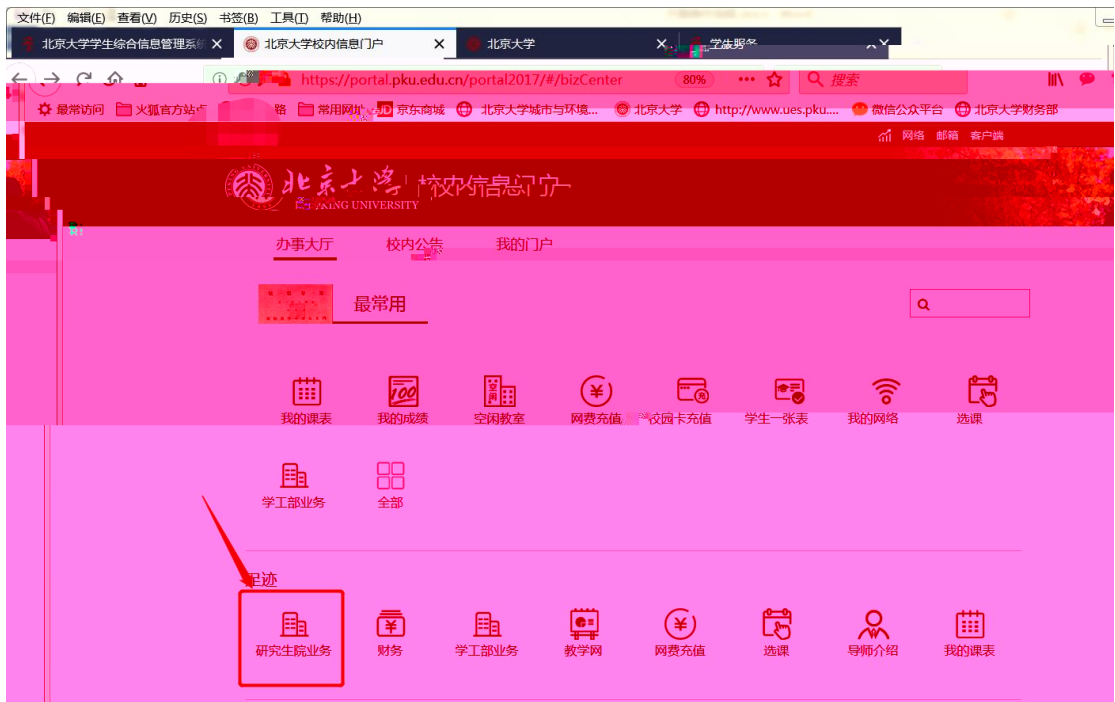 文件(F) 编辑(E) 查看(V) 历史(S) 书签(B) 工具(T) 帮助(H)
北京大学学生综合信息管理系统 北京大学校内信息门户 北京大学
https://portal.pku.edu.cn/portal2017/#/bizCenter 80% 搜索
最常访问 火狐官方站点 常用网址 JD 京东商城 北京大学城市与环境... 北京大学 http://www.ues.pku.... 微信公众平台 北京大学财务部
网络 邮箱 客户端
北京大学 校内信息门户
PEKING UNIVERSITY
办事大厅 校内公告 我的门户
最常用
100 空闲
我的课表 我的成绩 空闲教室 网费充值 校园卡充值 学生一张表 我的网络 选课
学工部业务 全部
足迹
研究生院业务 财务 学工部业务 教学网 网费充值 选课 导师介绍 我的课表